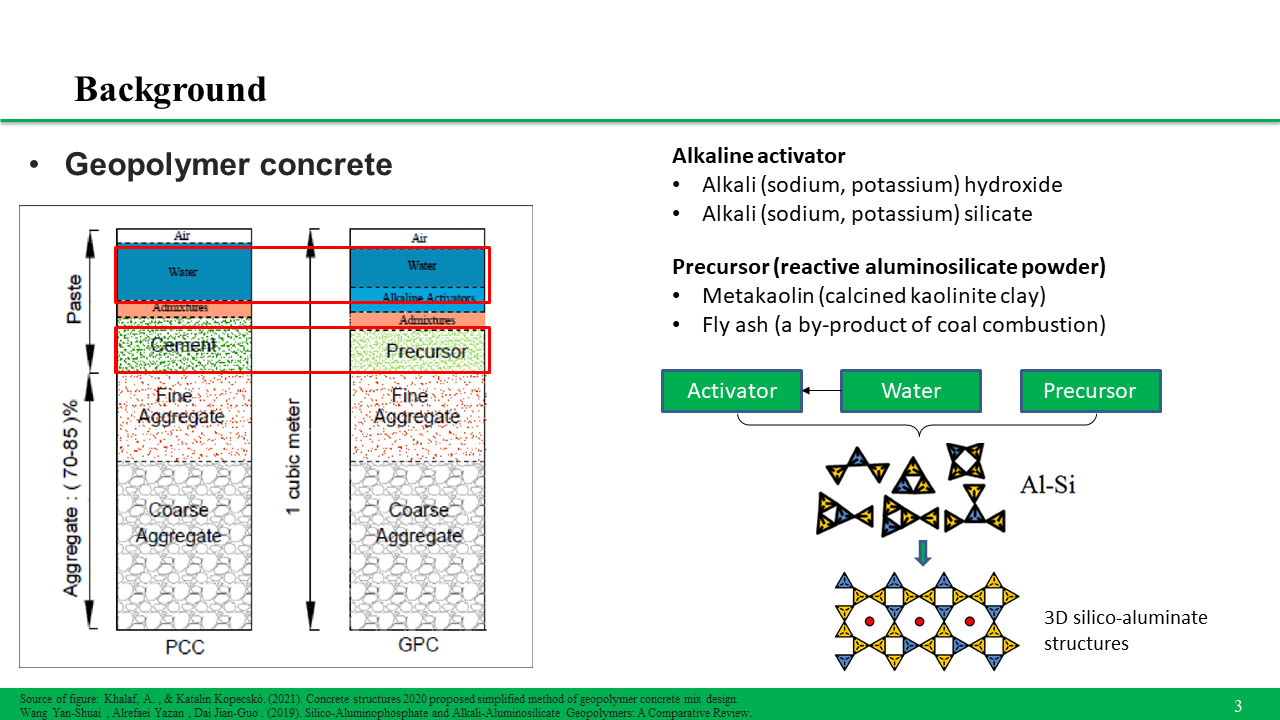 Background
• Geopolymer concrete
Air
Water
Admixtures
Cement
Fine
Aggregate
Coarse
Aggregate
PCC
Paste
Aggregate : ( 70-85 )%
1 cubic meter
Air
Water
Alkaline Activators
Admixtures
Precursor
Fine
Aggregate
Coarse
Aggregate
GPC
Alkaline activator
• Alkali (sodium, potassium) hydroxide
• Alkali (sodium, potassium) silicate
Precursor (reactive aluminosilicate powder)
• Metakaolin (calcined kaolinite clay)
• Fly ash (a by-product of coal combustion)
Activator
Water
Precursor
Al-Si
3D silico-aluminate
structures
Source of figure: Khalaf, A. , & Katalin Kopecskó. (2021). Concrete structures 2020 proposed simplified method of geopolymer concrete mix design.
Wang Yan-Shuai , Alrefaei Yazan , Dai Jian-Guo . (2019). Silico-Aluminophosphate and Alkali-Aluminosilicate Geopolymers: A Comparative Review.
3